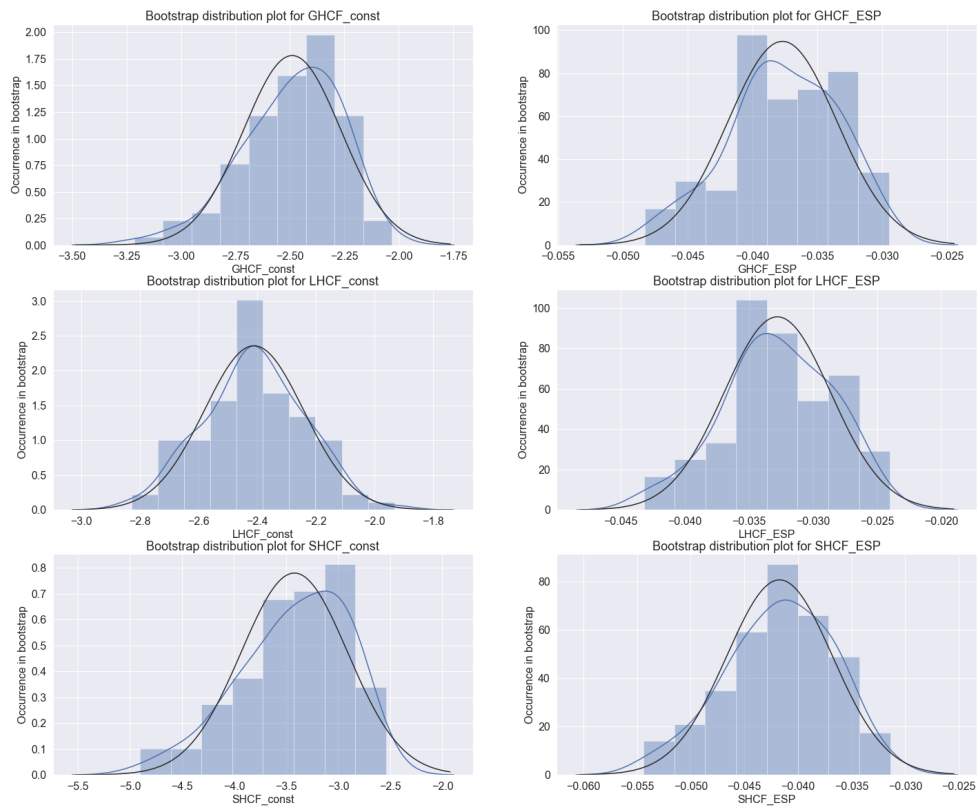 Bootstrap distribution plot for GHCF_const
Occurrence in bootstrap
2.00
1.75
1.50
1.25
1.00
0.75
0.50
0.25
0.00
−3.50 −3.25 −3.00 −2.75 −2.50 −2.25 −2.00 −1.75
GHCF_const
Bootstrap distribution plot for GHCF_ESP
Occurrence in bootstrap
100
80
60
40
20
0
−0.055 −0.050 −0.045 −0.040 −0.035 −0.030 −0.025
GHCF_ESP
Bootstrap distribution plot for LHCF_const
Occurrence in bootstrap
3.0
2.5
2.0
1.5
1.0
0.5
0.0
−3.0 −2.8 −2.6 −2.4 −2.2 −2.0 −1.8
LHCF_const
Bootstrap distribution plot for LHCF_ESP
Occurrence in bootstrap
100
80
60
40
20
0
−0.045 −0.040 −0.035 −0.030 −0.025 −0.020
LHCF_ESP
Bootstrap distribution plot for SHCF_const
Occurrence in bootstrap
0.8
0.7
0.6
0.5
0.4
0.3
0.2
0.1
0.0
−5.5 −5.0 −4.5 −4.0 −3.5 −3.0 −2.5 −2.0
SHCF_const
Bootstrap distribution plot for SHCF_ESP
Occurrence in bootstrap
80
60
40
20
0
−0.060 −0.055 −0.050 −0.045 −0.040 −0.035 −0.030 −0.025
SHCF_ESP